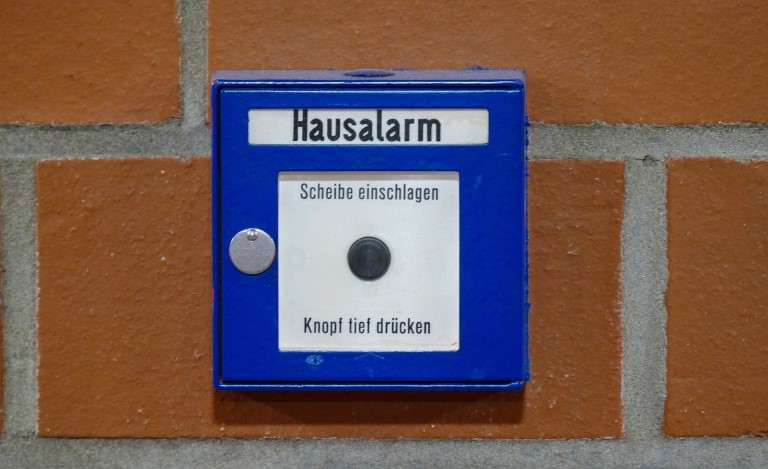 Hausalarm
Scheibe einschlagen
Knopf tief drücken